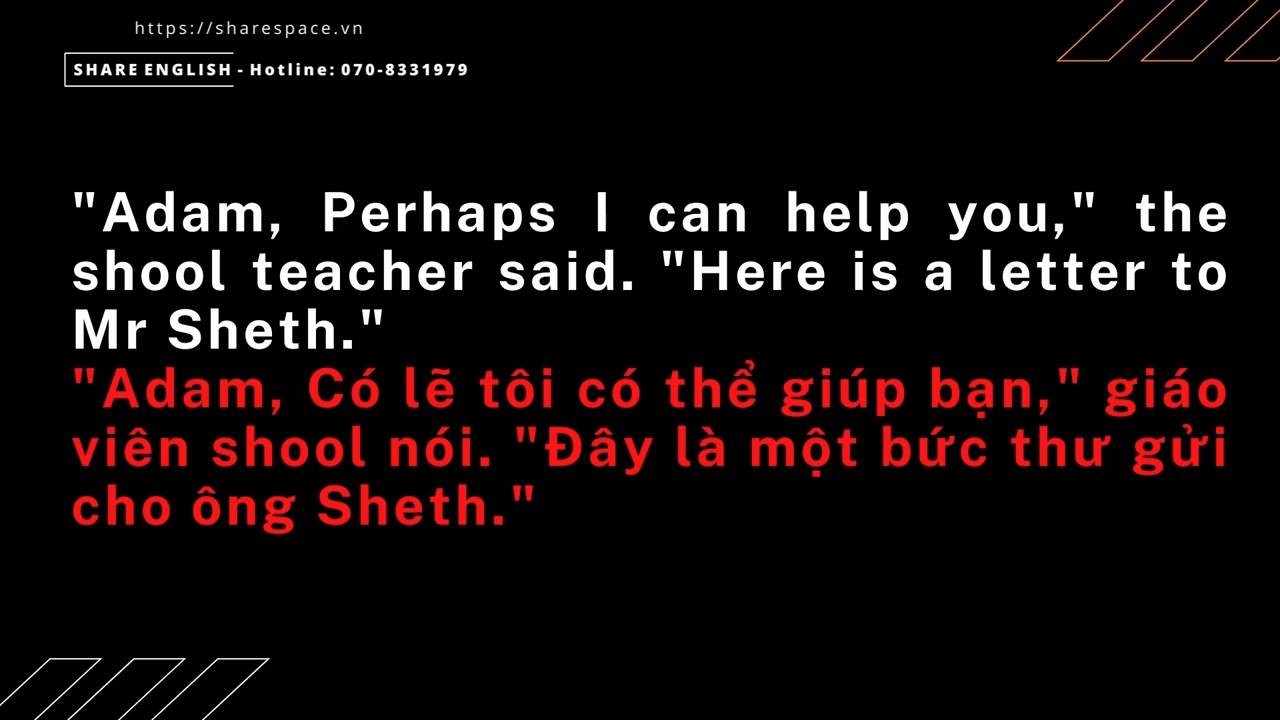 https://sharespace.vn
SHARE ENGLISH - Hotline: 070-8331979
"Adam, Perhaps I can help you," the
shool teacher said. "Here is a letter to
Mr Sheth."
"Adam, Có lẽ tôi có thể giúp bạn," giáo
viên shool nói. "Đây là một bức thư gửi
cho ông Sheth."